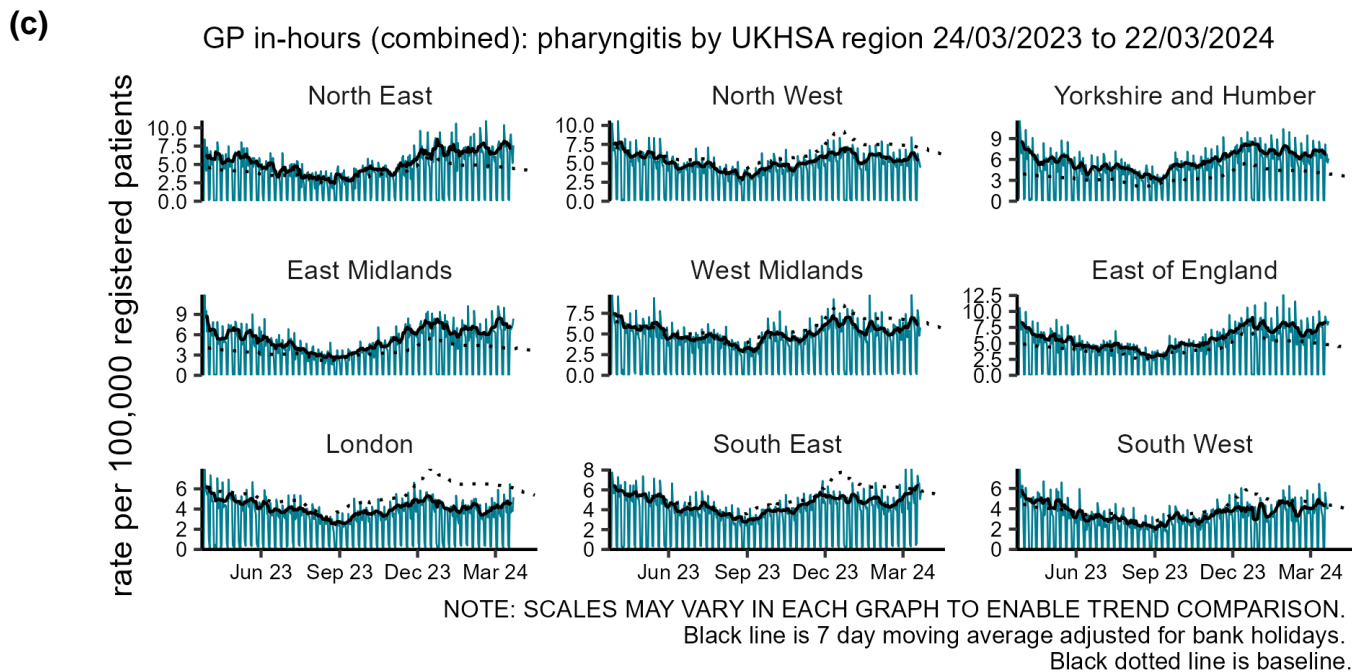 (c)
GP in-hours (combined): pharyngitis by UKHSA region 24/03/2023 to 22/03/2024
rate per 100,000 registered patients
North East
10.0
7.5
5.0
2.5
0.0
North West
10.0
7.5
5.0
2.5
0.0
Yorkshire and Humber
9
6
3
0
East Midlands
9
6
3
0
West Midlands
7.5
5.0
2.5
0.0
East of England
12.5
10.0
7.5
5.0
2.5
0.0
London
6
4
2
0
Jun 23 Sep 23 Dec 23 Mar 24
South East
8
6
4
2
0
Jun 23 Sep 23 Dec 23 Mar 24
South West
6
4
2
0
Jun 23 Sep 23 Dec 23 Mar 24
NOTE: SCALES MAY VARY IN EACH GRAPH TO ENABLE TREND COMPARISON.
Black line is 7 day moving average adjusted for bank holidays.
Black dotted line is baseline.